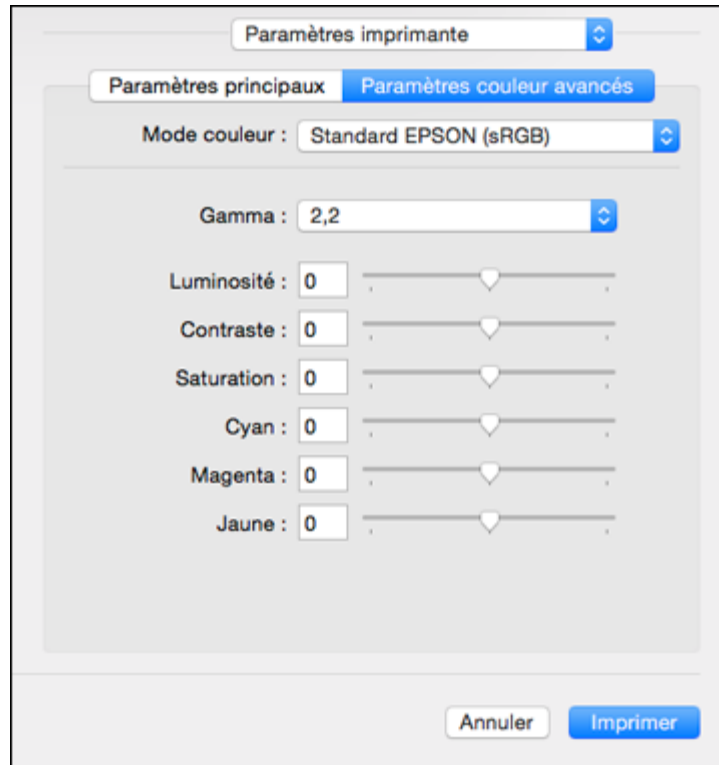 Paramètres imprimante
Paramètres principaux Paramètres couleur avancés
Mode couleur : Standard EPSON (sRGB)
Gamma : 2,2
Luminosité : 0
Contraste : 0
Saturation : 0
Cyan : 0
Magenta : 0
Jaune : 0
Annuler Imprimer